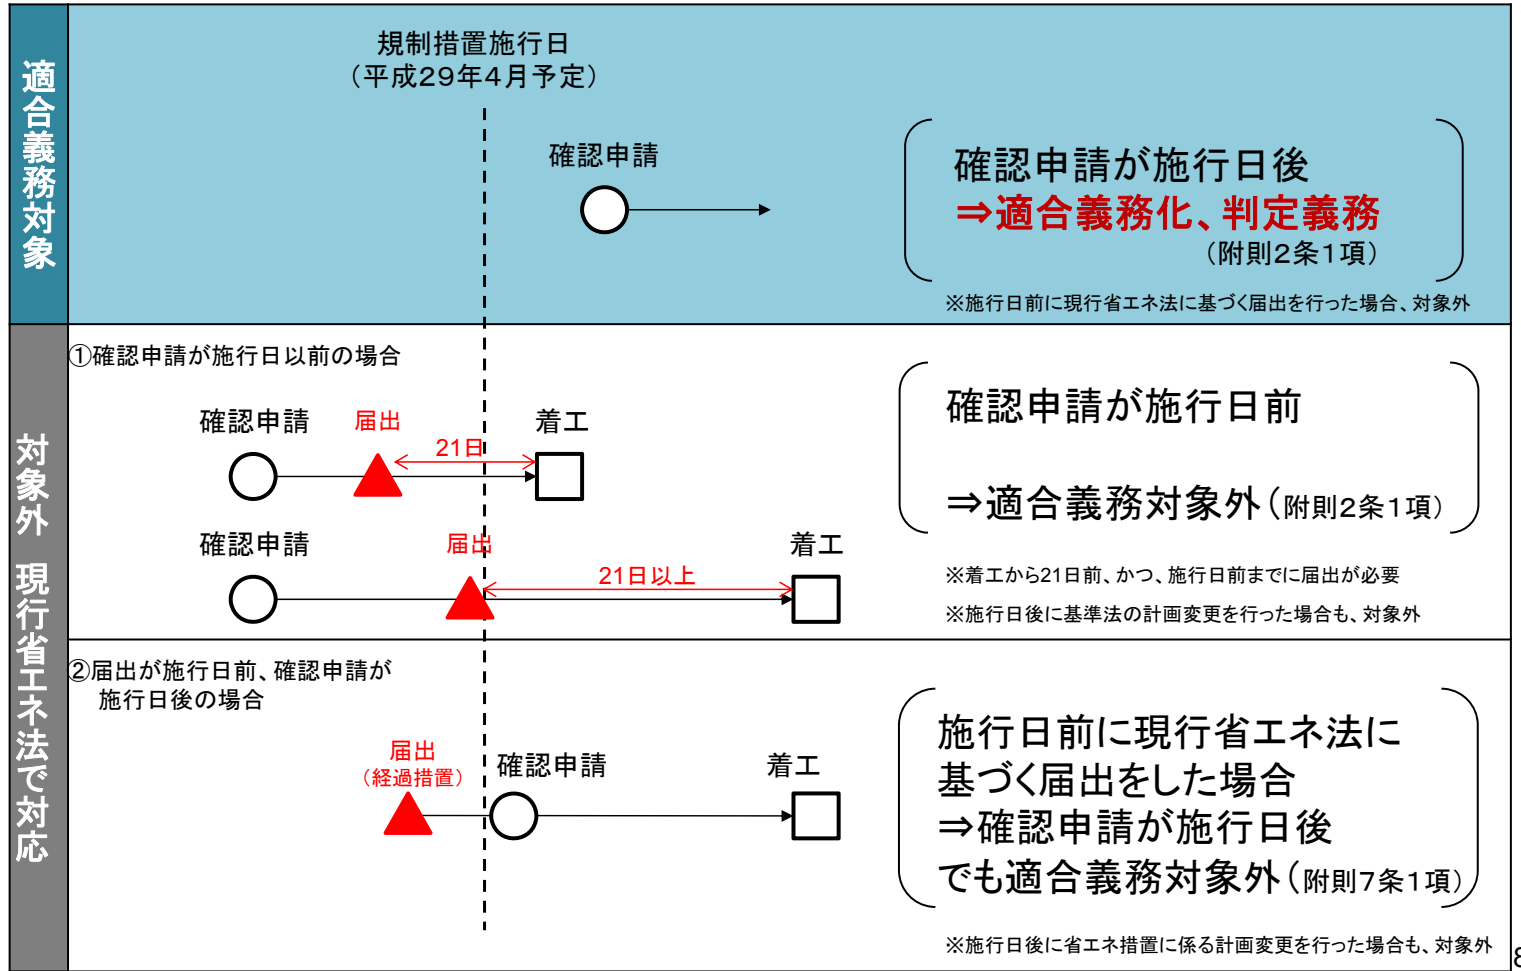 適合義務対象
規制措置施行日
（平成29年4月予定）
確認申請
確認申請が施行日後
⇒適合義務化、判定義務
（附則2条1項）
※施行日前に現行省エネ法に基づく届出を行った場合、対象外
対象外　現行省エネ法で対応
①確認申請が施行日以前の場合
確認申請
届出
着工
21日
確認申請
届出
着工
21日以上
確認申請が施行日前
⇒適合義務対象外（附則2条1項）
※着工から21日前、かつ、施行日前までに届出が必要
※施行日後に基準法の計画変更を行った場合も、対象外
②届出が施行日前、確認申請が
施行日後の場合
届出
（経過措置）
確認申請
着工
施行日前に現行省エネ法に
基づく届出をした場合
⇒確認申請が施行日後
でも適合義務対象外（附則7条1項）
※施行日後に省エネ措置に係る計画変更を行った場合も、対象外
8